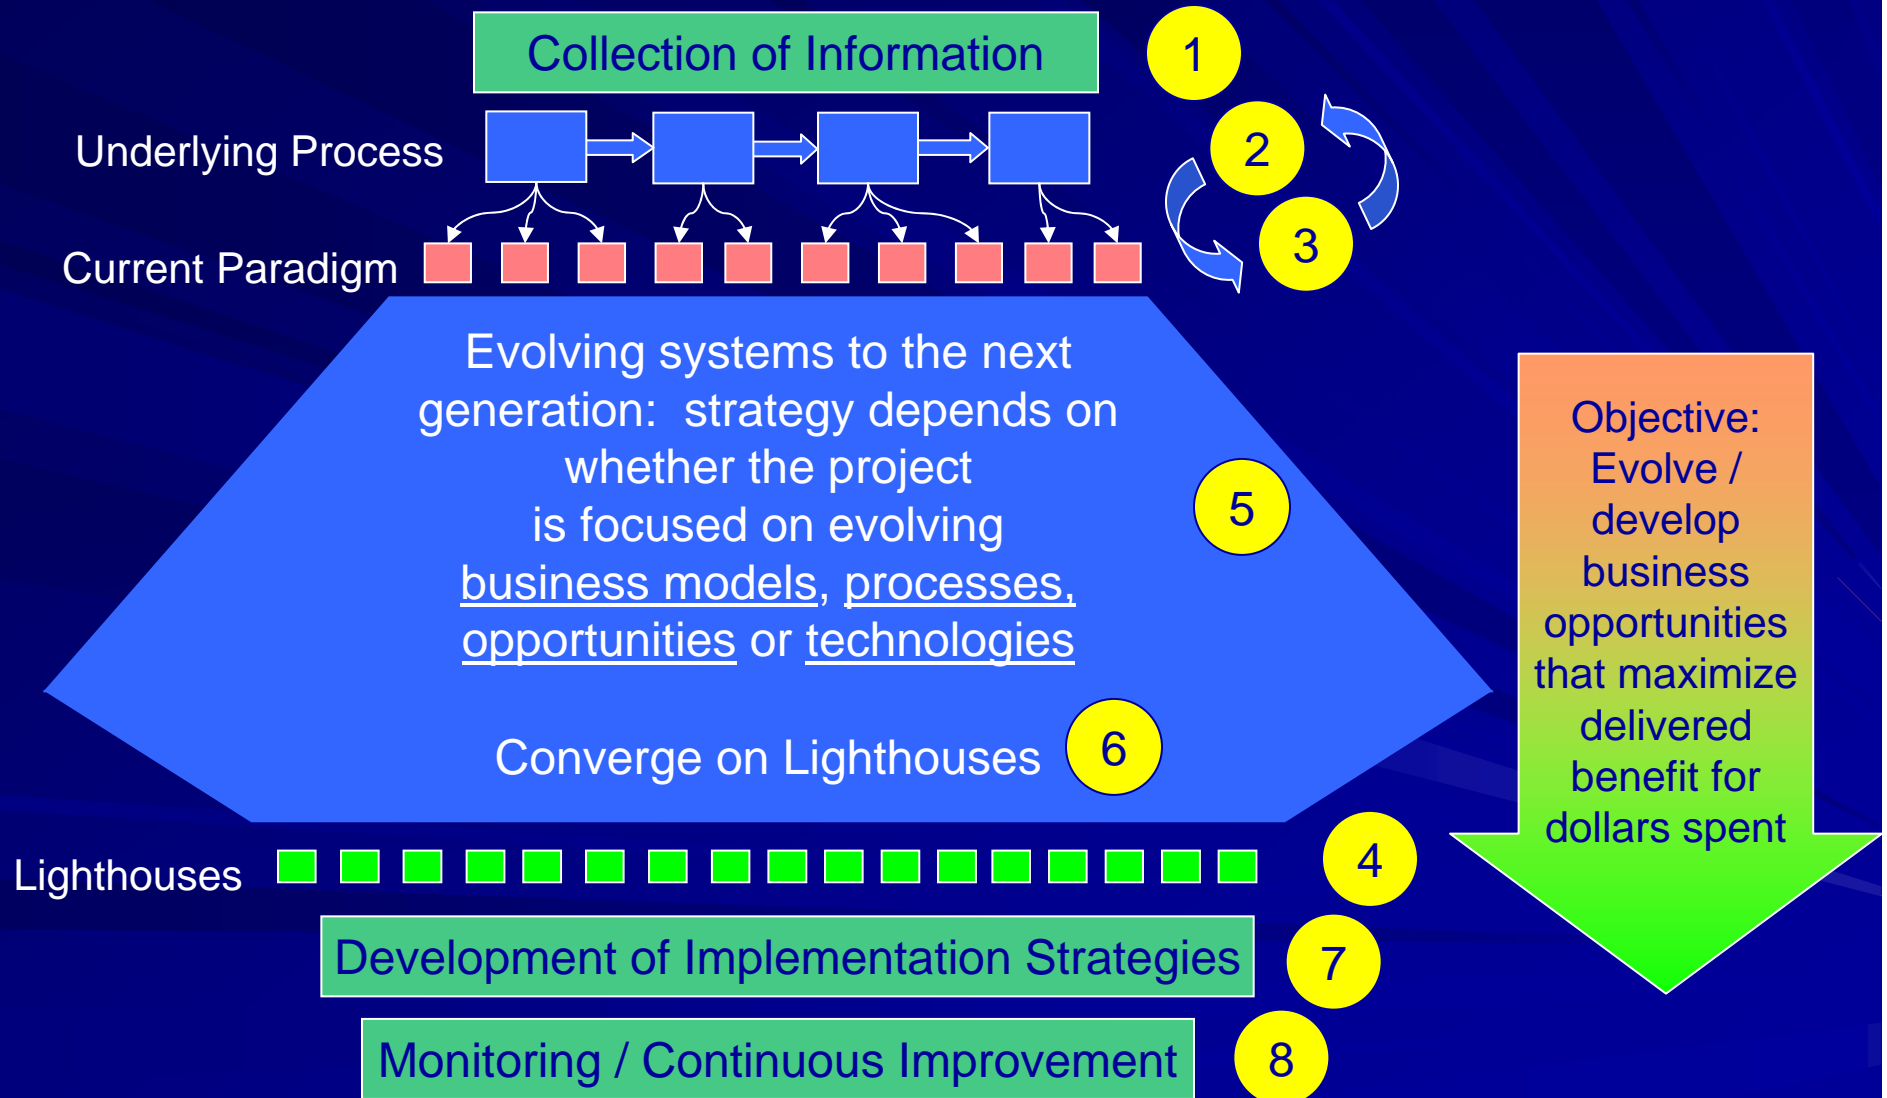 Collection of Information
1
Underlying Process
2
Current Paradigm
3
Evolving systems to the next
generation:  strategy depends on
whether the project
is focused on evolving
business models, processes,
opportunities or technologies
5
Converge on Lighthouses
6
Lighthouses
4
Development of Implementation Strategies
7
Monitoring / Continuous Improvement
8
Objective:
Evolve /
develop
business
opportunities
that maximize
delivered
benefit for
dollars spent